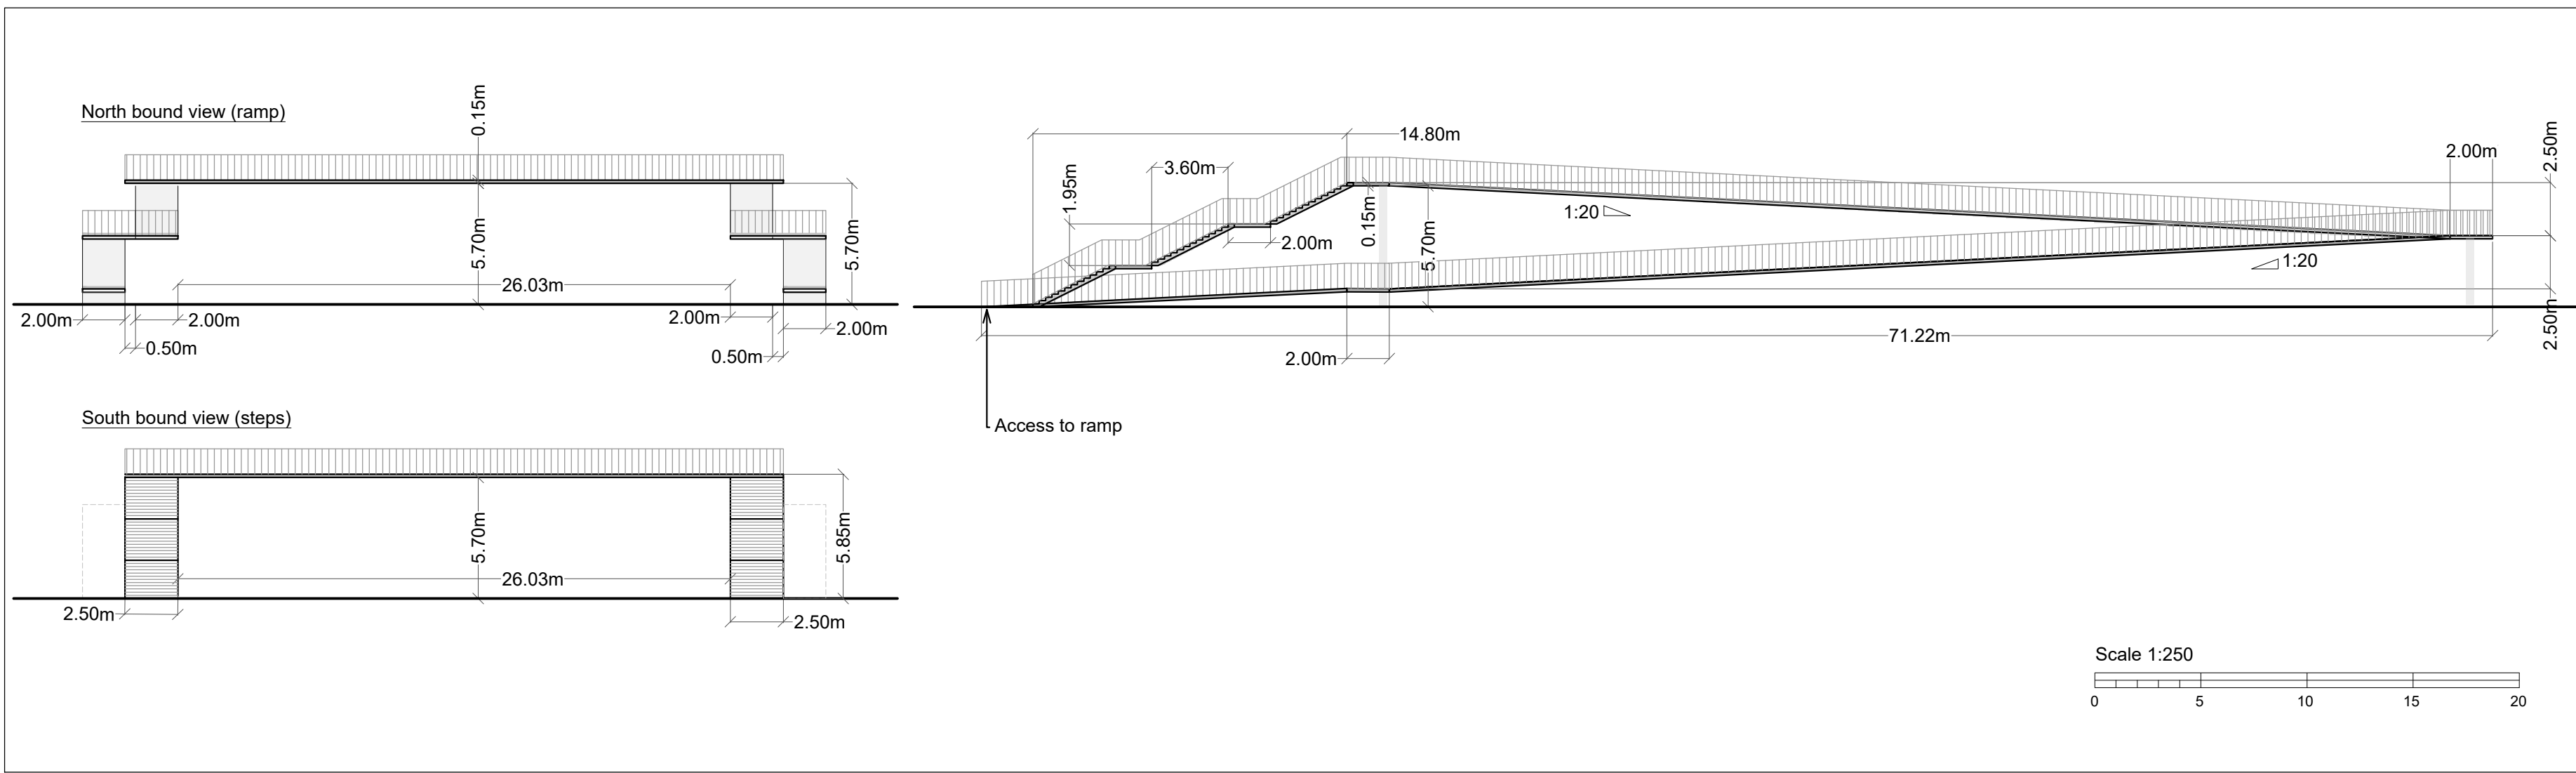 North bound view (ramp)
0.15m
5.70m
5.70m
26.03m
2.00m
2.00m
0.50m
2.00m
2.00m
0.50m
South bound view (steps)
5.70m
5.85m
26.03m
2.50m
2.50m
14.80m
3.60m
1.95m
2.00m
0.15m
5.70m
1:20
1:20
2.00m
2.50m
2.50m
71.22m
2.00m
Access to ramp
Scale 1:250
0 5 10 15 20